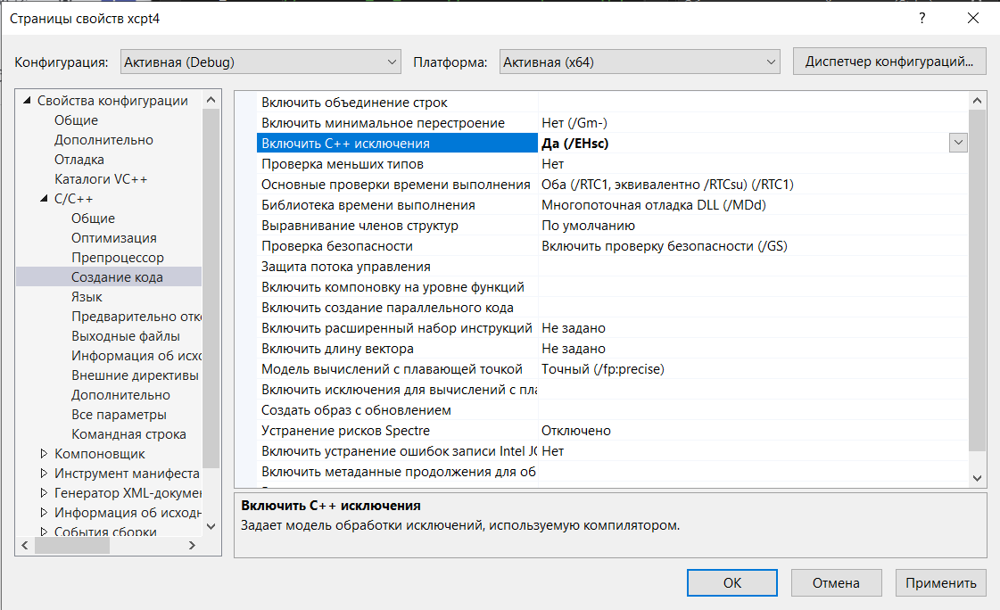 Страницы свойств xcpt4
?
Конфигурация:
Активная (Debug)
Платформа:
Активная (x64)
Диспетчер конфигураций...
Свойства конфигурации
Общие
Дополнительно
Отладка
Каталоги VC++
C/C++
Общие
Оптимизация
Препроцессор
Создание кода
Язык
Предварительно отк
Выходные файлы
Информация об исхо
Внешние директивы
Дополнительно
Все параметры
Командная строка
Компоновщик
Инструмент манифеста
Генератор XML-докумен
Информация об исходн
События сборки
Включить объединение строк
Включить минимальное перестроение Нет (/Gm-)
Включить C++ исключения Да (/EHsc)
Проверка меньших типов Нет
Основные проверки времени выполнения Оба (/RTC1, эквивалентно /RTCsu) (/RTC1)
Библиотека времени выполнения Многопоточная отладка DLL (/MDd)
Выравнивание членов структур По умолчанию
Проверка безопасности Включить проверку безопасности (/GS)
Защита потока управления
Включить компоновку на уровне функций
Включить создание параллельного кода
Включить расширенный набор инструкций Не задано
Включить длину вектора Не задано
Модель вычислений с плавающей точкой Точный (/fp:precise)
Включить исключения для вычислений с пла
Создать образ с обновлением
Устранение рисков Spectre Отключено
Включить устранение ошибок записи Intel JC Нет
Включить метаданные продолжения для об
Включить C++ исключения
Задает модель обработки исключений, используемую компилятором.
ОК
Отмена
Применить